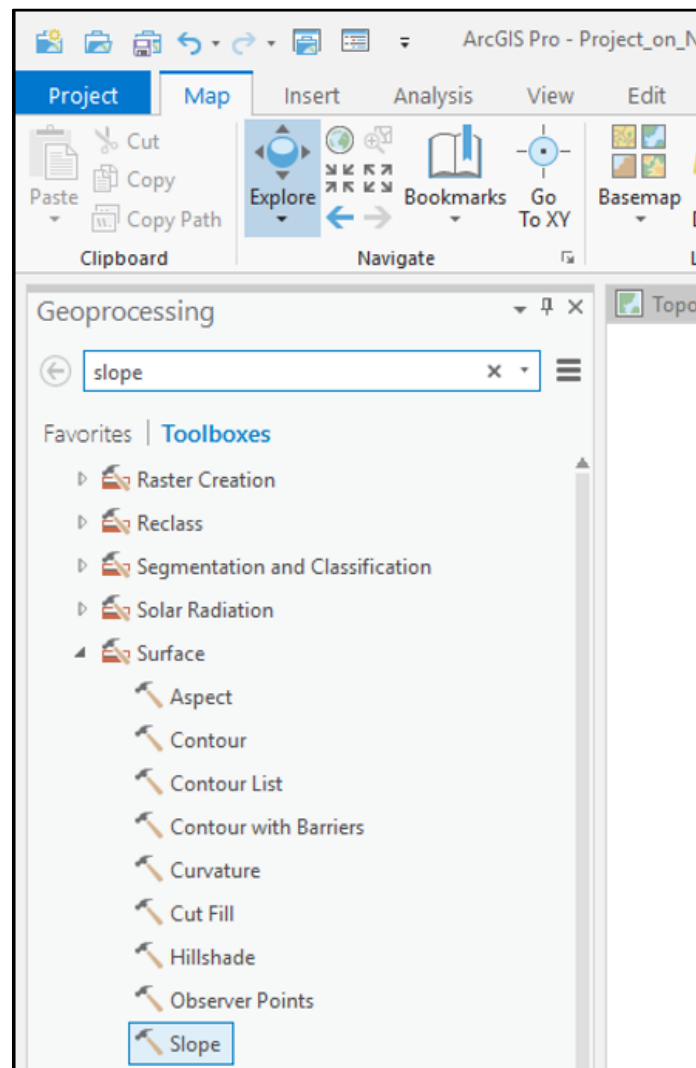 ArcGIS Pro - Project_on_N
Project Map Insert Analysis View Edit
Paste
Cut
Copy
Copy Path
Explore
Bookmarks
Go
To XY
Basemap
Clipboard
Navigate
Geoprocessing
Topo
slope
Favorites | Toolboxes
Raster Creation
Reclass
Segmentation and Classification
Solar Radiation
Surface
Aspect
Contour
Contour List
Contour with Barriers
Curvature
Cut Fill
Hillshade
Observer Points
Slope